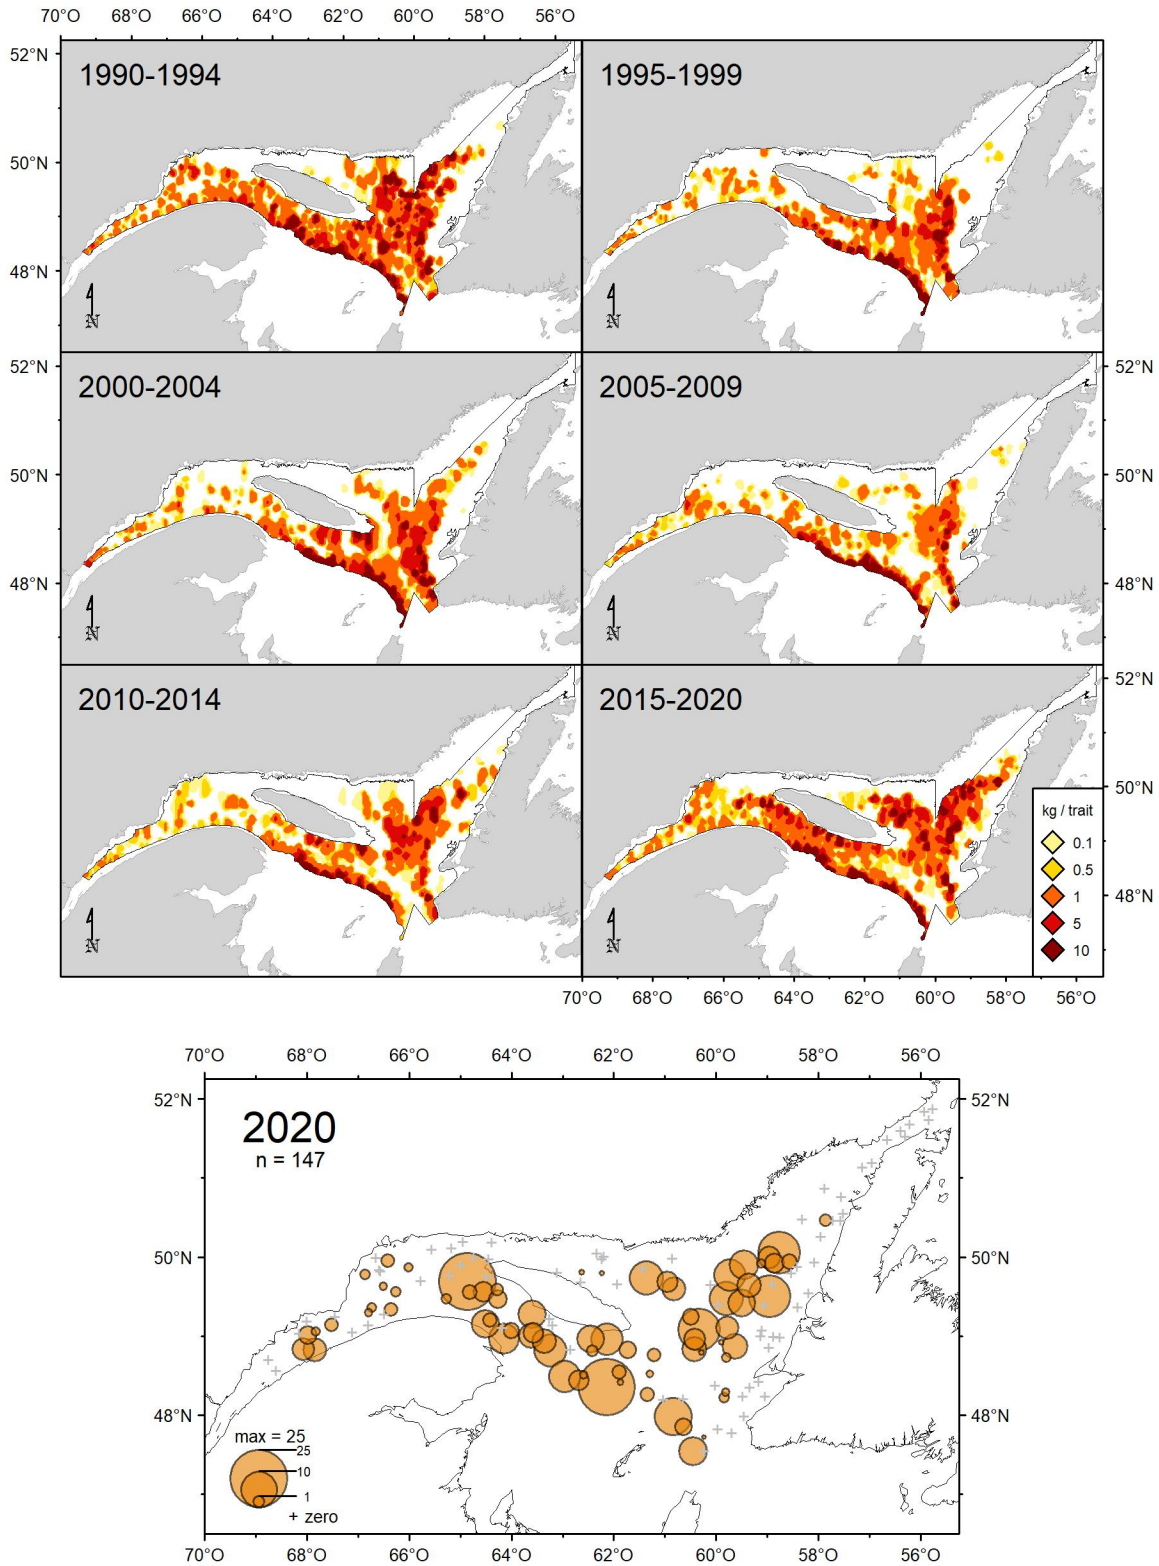 70°O 68°O 66°O 64°O 62°O 60°O 58°O 56°O
52°N
1990-1994 1995-1999
50°N
48°N
N N
52°N 52°N
2000-2004 2005-2009
50°N 50°N
48°N 48°N
N N
52°N
2010-2014 2015-2020
50°N
kg / trait
0.1
0.5
1
5
10
48°N
N N
70°O 68°O 66°O 64°O 62°O 60°O 58°O 56°O
70°O 68°O 66°O 64°O 62°O 60°O 58°O 56°O
52°N 52°N
2020
n = 147
50°N 50°N
48°N 48°N
max = 25
25
10
1
+ zero
70°O 68°O 66°O 64°O 62°O 60°O 58°O 56°O